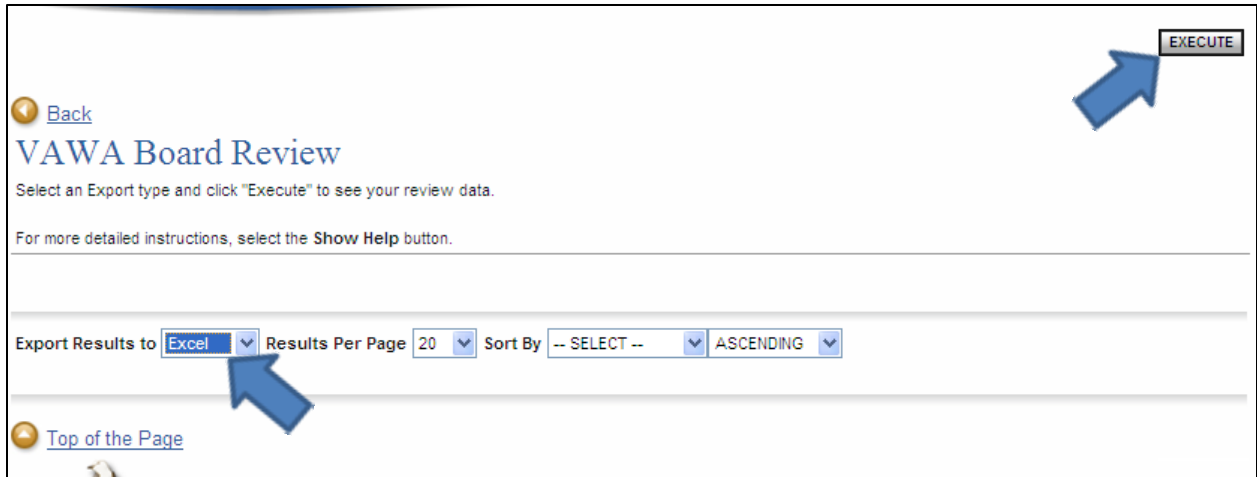 EXECUTE
Back
VAWA Board Review
Select an Export type and click "Execute" to see your review data.
For more detailed instructions, select the Show Help button.
Export Results to Excel Results Per Page 20 Sort By -- SELECT -- ASCENDING
Top of the Page